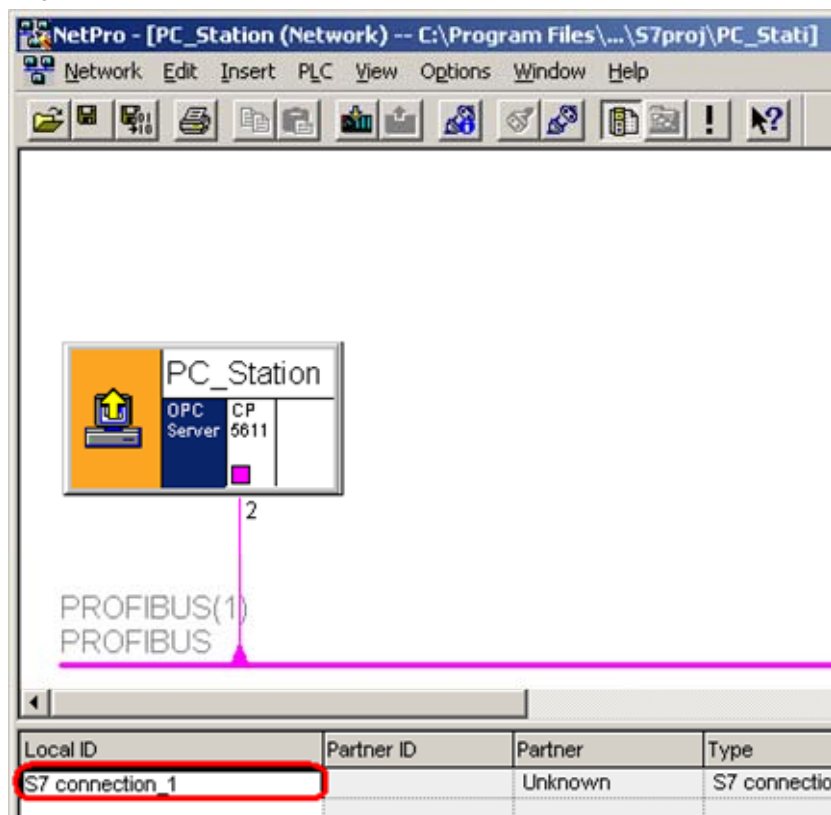 NetPro - [PC_Station (Network) -- C:\Program Files\...\S7proj\PC_Stati]
Network Edit Insert PLC View Options Window Help
PC_Station
OPC CP
Server 5611
2
PROFIBUS(1)
PROFIBUS
Local ID Partner ID Partner Type
S7 connection_1 Unknown S7 connectio